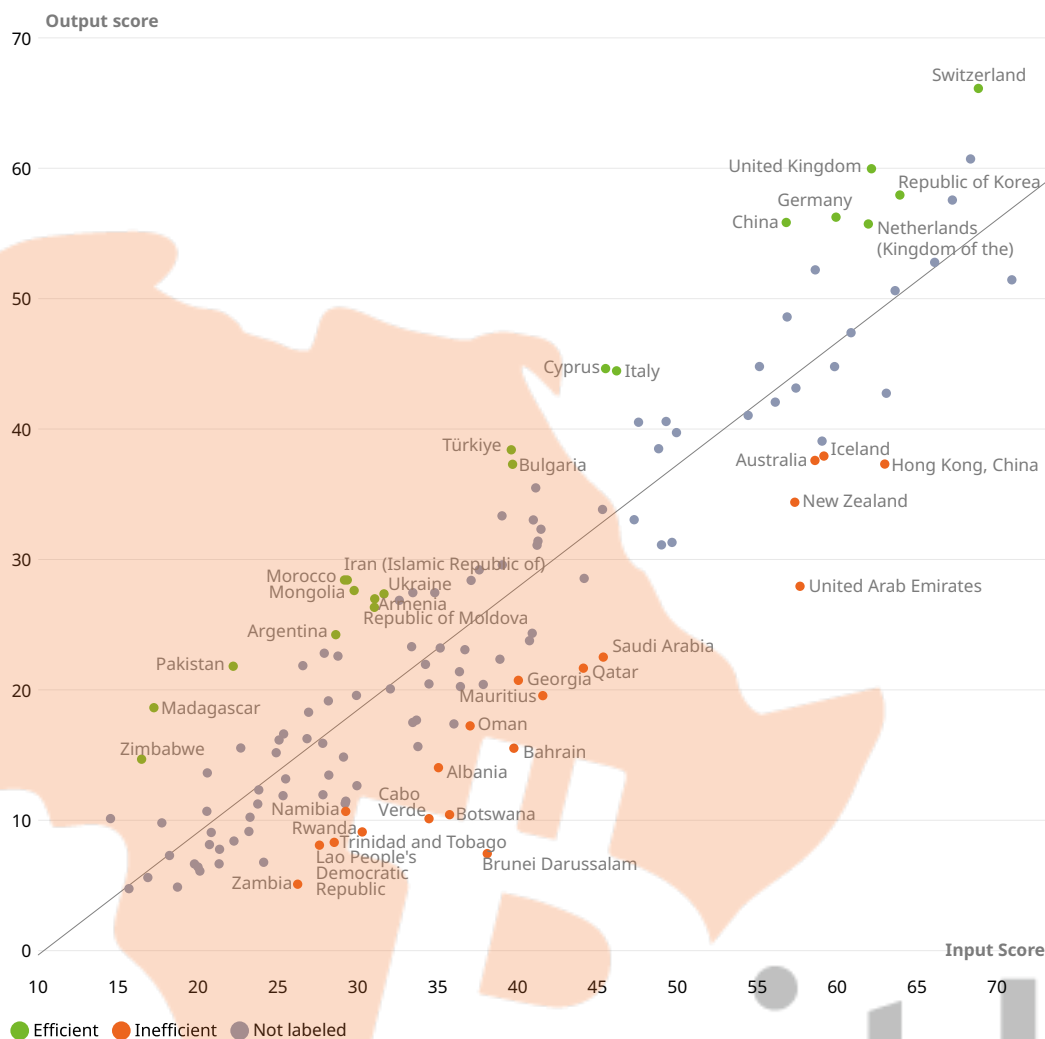 Output score
70
Switzerland
60
United Kingdom
Republic of Korea
Germany
China
Netherlands
(Kingdom of the)
50
Cyprus
Italy
40
Türkiye
Iceland
Australia
Bulgaria
Hong Kong, China
New Zealand
30
Iran (Islamic Republic of)
Morocco
Ukraine
Mongolia
United Arab Emirates
Armenia
Republic of Moldova
Argentina
Saudi Arabia
Pakistan
Qatar
Georgia
20
Mauritius
Madagascar
Oman
Zimbabwe
Bahrain
Albania
Cabo
Verde
Namibia
Botswana
10
Rwanda
Trinidad and Tobago
Lao People's
Democratic
Republic
Brunei Darussalam
Zambia
0
Input Score
10 15 20 25 30 35 40 45 50 55 60 65 70
Efficient Inefficient Not labeled